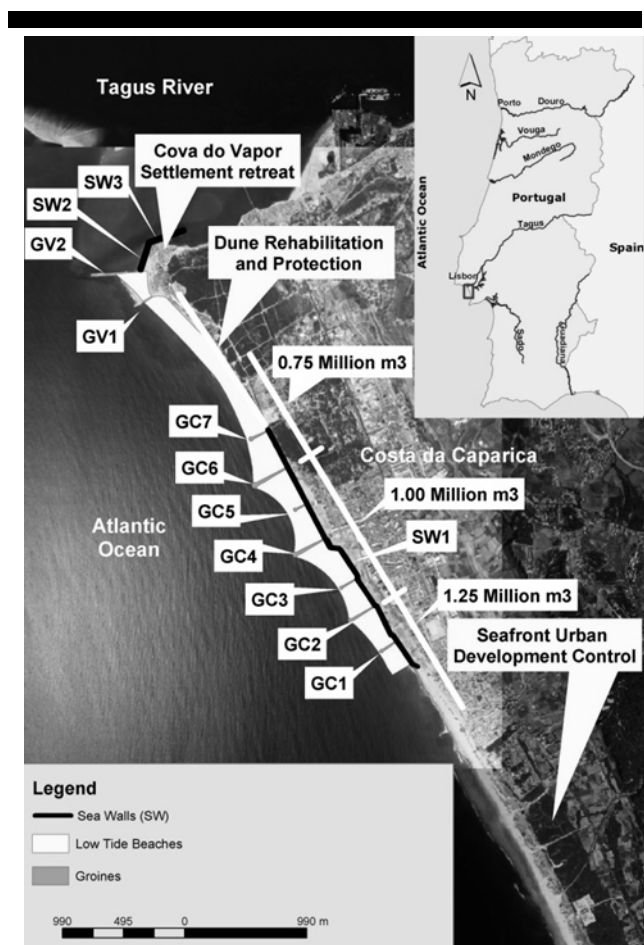 Tagus River
Cova do Vapor
Settlement retreat
SW3
SW2
GV2
Dune Rehabilitation
and Protection
GV1
0.75 Million m3
GC7
Costa da Caparica
GC6
1.00 Million m3
GC5
Atlantic
Ocean
SW1
GC4
GC3
1.25 Million m3
GC2
Seafront Urban
Development Control
GC1
N
Porto
Douro
Vouga
Mondego
Atlantic Ocean
Portugal
Tagus
Spain
Lisbon
Sado
Guadiana
Legend
Sea Walls (SW)
Low Tide Beaches
Groines
990 495 0 990 m